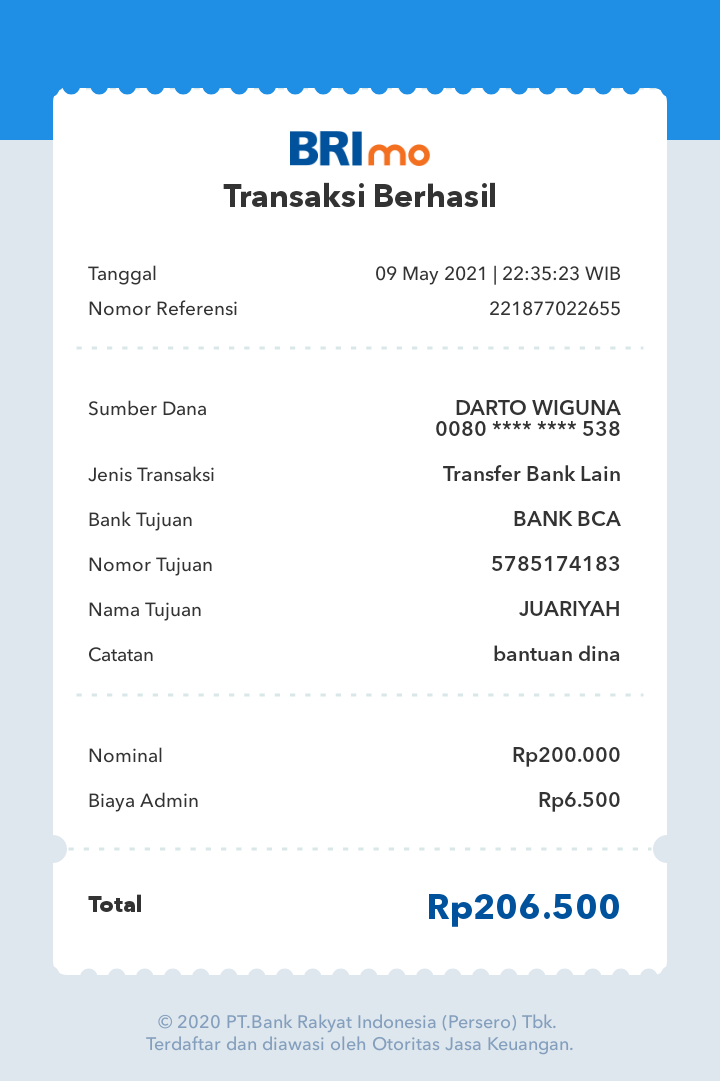 BRImo
Transaksi Berhasil
Tanggal 09 May 2021 | 22:35:23 WIB
Nomor Referensi 221877022655
Sumber Dana DARTO WIGUNA
0080 **** **** 538
Jenis Transaksi Transfer Bank Lain
Bank Tujuan BANK BCA
Nomor Tujuan 5785174183
Nama Tujuan JUARIYAH
Catatan bantuan dina
Nominal Rp200.000
Biaya Admin Rp6.500
Total Rp206.500
© 2020 PT.Bank Rakyat Indonesia (Persero) Tbk.
Terdaftar dan diawasi oleh Otoritas Jasa Keuangan.